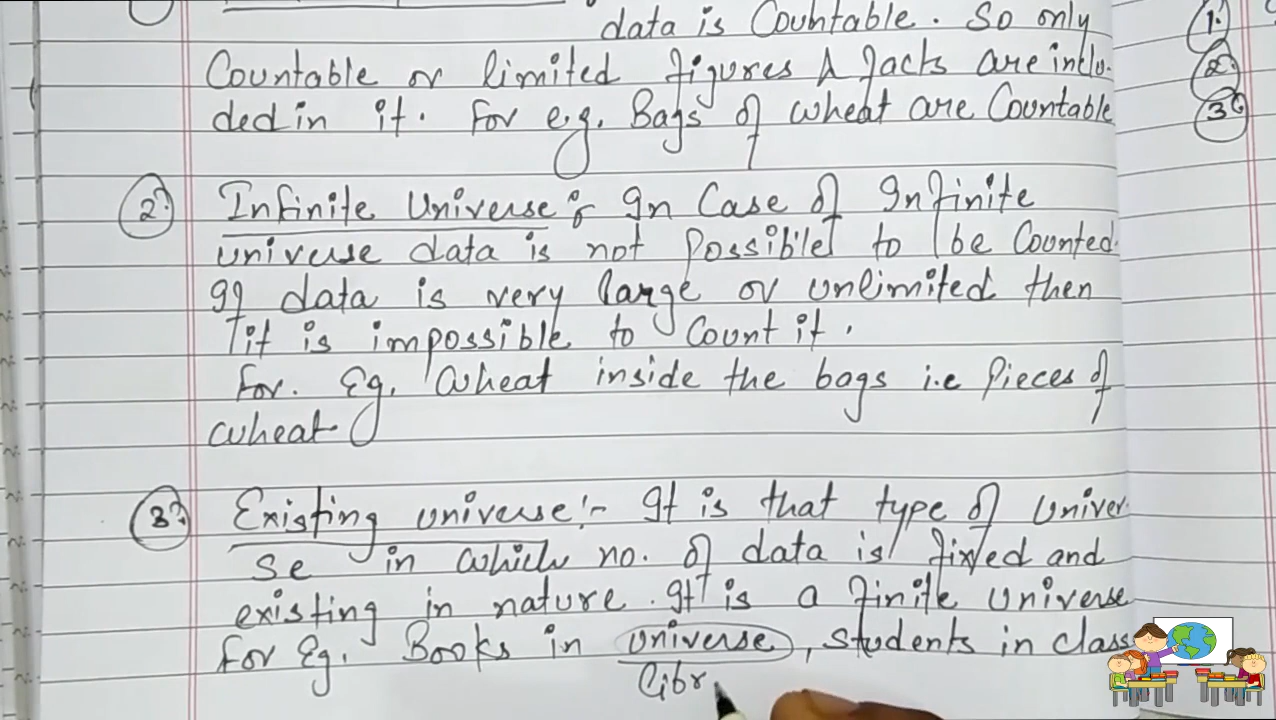 data is Countable. So only
1.
Countable or limited figures & facts are inclu-
2.
ded in it. For e.g. Bags of wheat are Countable
3.
2. Infinite Universe :- In Case of Infinite
universe data is not possible to be Counted.
If data is very large or unlimited then
it is impossible to Count it.
For. Eg. Wheat inside the bags i.e Pieces of
wheat.
3. Existing universe :- It is that type of Univer-
se in which no. of data is fixed and
existing in nature. It is a finite universe
For Eg. Books in universe, students in class
Libr